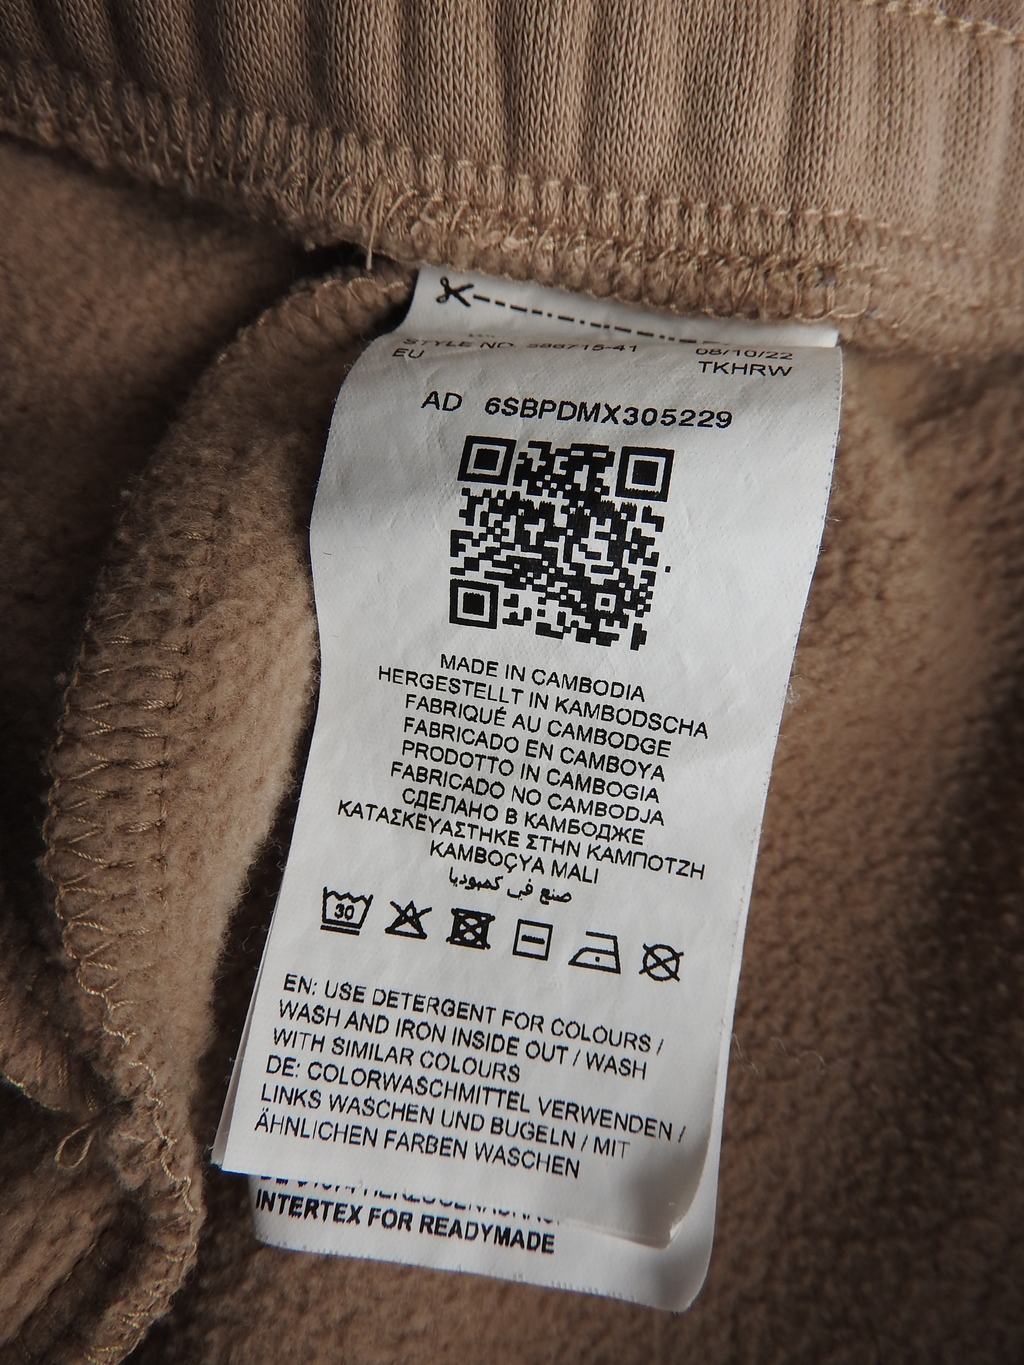 STYLE NO. 586715-41 08/10/22
EU TKHRW
AD 6SBPDMX305229
MADE IN CAMBODIA
HERGESTELLT IN KAMBODSCHA
FABRIQUÉ AU CAMBODGE
FABRICADO EN CAMBOYA
PRODOTTO IN CAMBOGIA
FABRICADO NO CAMBODJA
СДЕЛАНО В КАМБОДЖЕ
ΚΑΤΑΣΚΕΥΑΣΤΗΚΕ ΣΤΗΝ ΚΑΜΠΟΤΖΗ
KAMBOÇYA MALI
صنع في كمبوديا
30
EN: USE DETERGENT FOR COLOURS /
WASH AND IRON INSIDE OUT / WASH
WITH SIMILAR COLOURS
DE: COLORWASCHMITTEL VERWENDEN /
LINKS WASCHEN UND BUGELN / MIT
ÄHNLICHEN FARBEN WASCHEN
INTERTEX FOR READYMADE